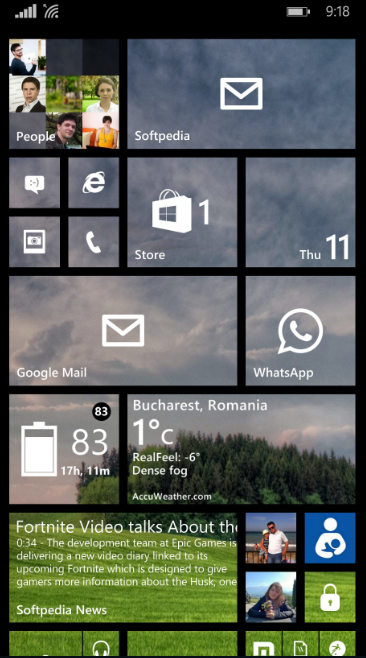 9:18
People
Softpedia
Store
1
Thu 11
Google Mail
WhatsApp
83
83
17h, 11m
Bucharest, Romania
1°C
RealFeel: -6°
Dense fog
AccuWeather.com
Fortnite Video talks About the
0:34 - The development team at Epic Games is
delivering a new video diary linked to its
upcoming Fortnite which is designed to give
gamers more information about the Husk, one
Softpedia News